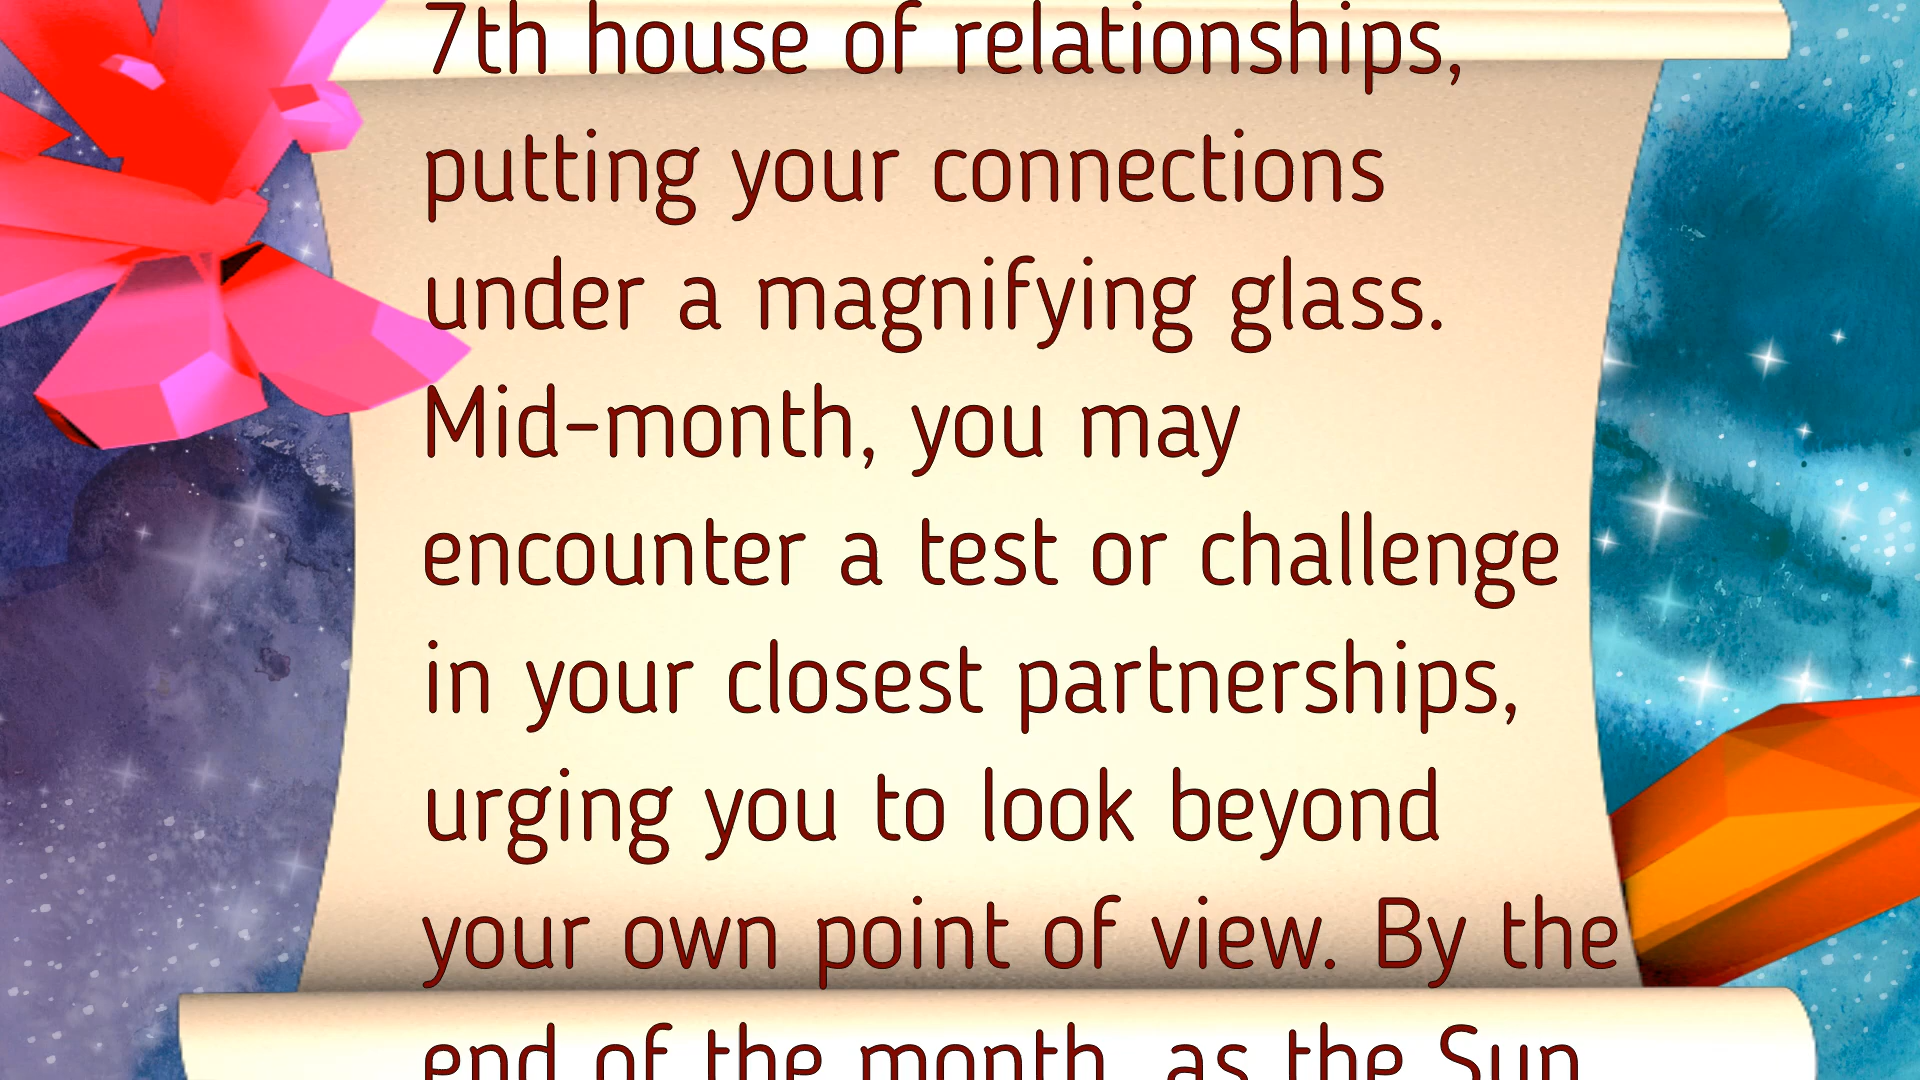 7th house of relationships,
putting your connections
under a magnifying glass.
Mid-month, you may
encounter a test or challenge
in your closest partnerships,
urging you to look beyond
your own point of view. By the
end of the month, as the Sun